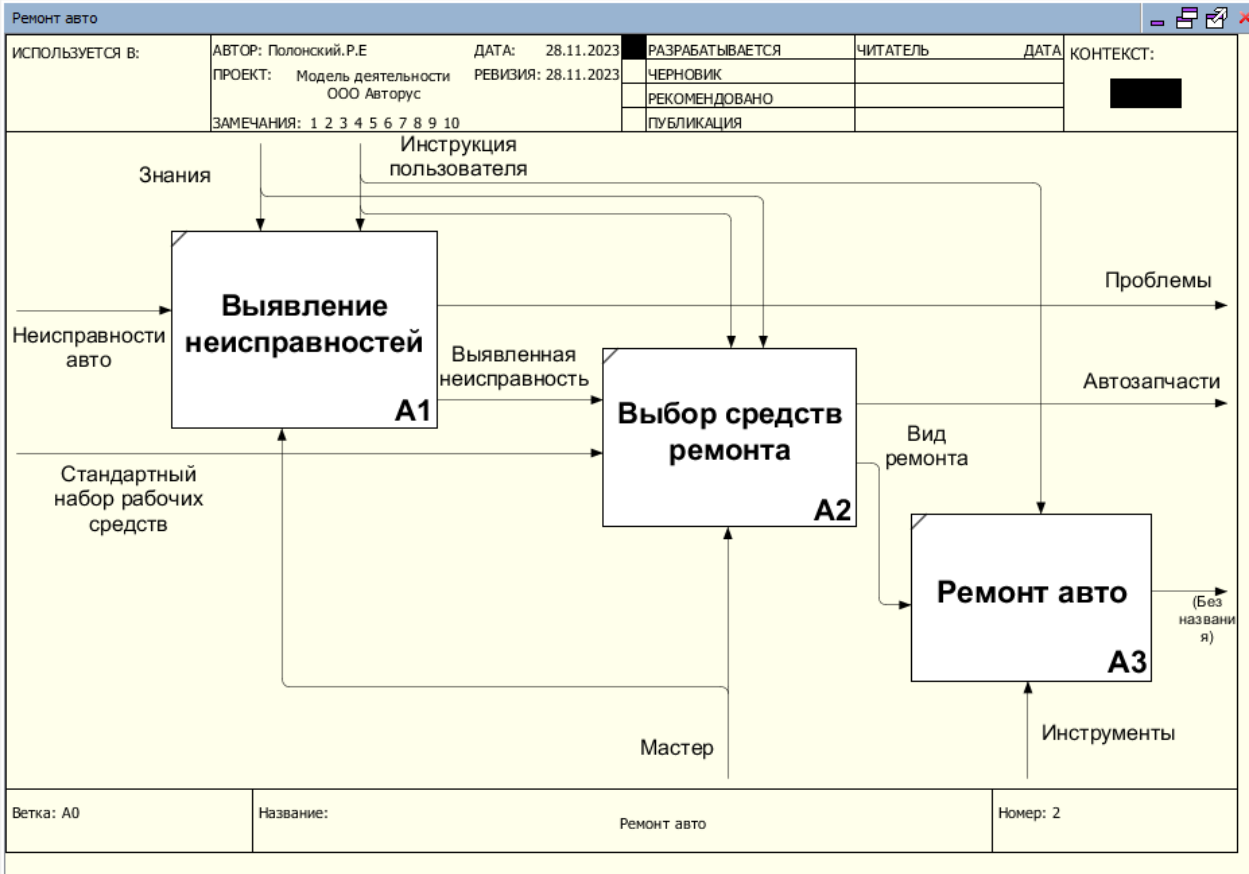 Ремонт авто
ИСПОЛЬЗУЕТСЯ В:
АВТОР: Полонский.Р.Е
ДАТА: 28.11.2023
ПРОЕКТ: Модель деятельности
ООО Авторус
РЕВИЗИЯ: 28.11.2023
ЗАМЕЧАНИЯ: 1 2 3 4 5 6 7 8 9 10
РАЗРАБАТЫВАЕТСЯ
ЧЕРНОВИК
РЕКОМЕНДОВАНО
ПУБЛИКАЦИЯ
ЧИТАТЕЛЬ
ДАТА
КОНТЕКСТ:
Инструкция
пользователя
Знания
Выявление
неисправностей
A1
Проблемы
Неисправности
авто
Выявленная
неисправность
Автозапчасти
Выбор средств
ремонта
A2
Вид
ремонта
Стандартный
набор рабочих
средств
Ремонт авто
A3
(Без
названи
я)
Мастер
Инструменты
Ветка: A0
Название:
Ремонт авто
Номер: 2